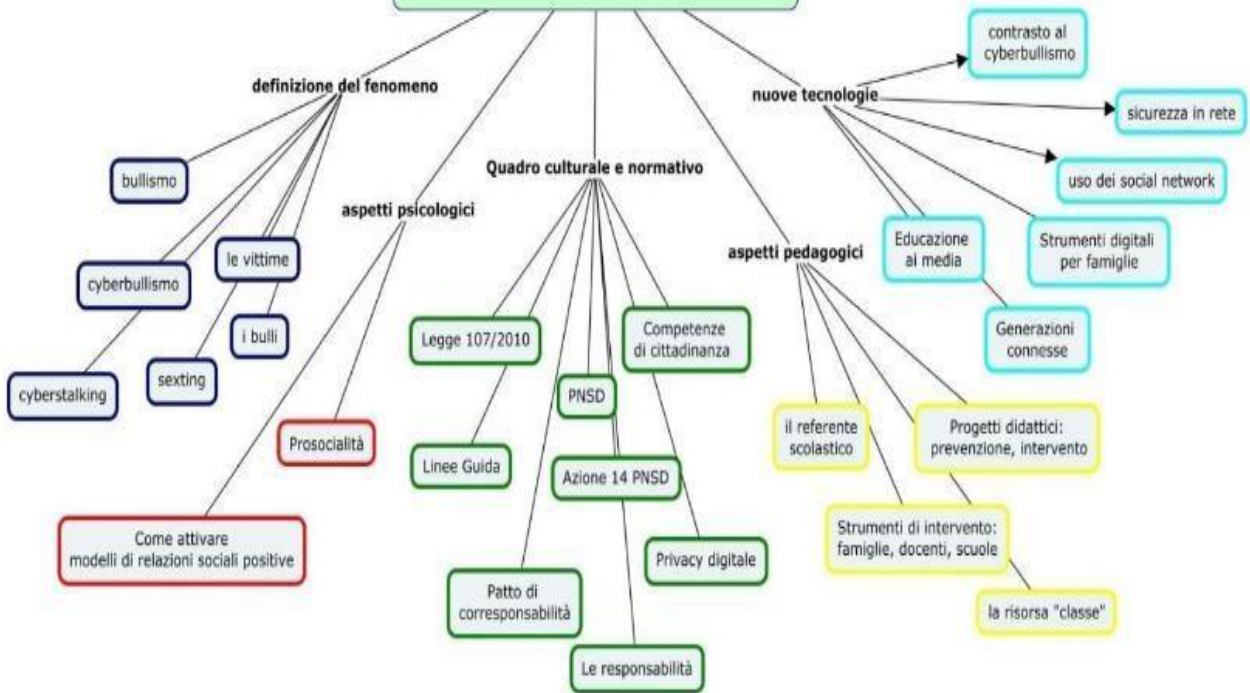 definizione del fenomeno
bullismo
cyberbullismo
le vittime
i bulli
sexting
cyberstalking
aspetti psicologici
Prosocialità
Come attivare
modelli di relazioni sociali positive
Quadro culturale e normativo
Legge 107/2010
Competenze
di cittadinanza
PNSD
Linee Guida
Azione 14 PNSD
Privacy digitale
Patto di
corresponsabilità
Le responsabilità
aspetti pedagogici
il referente
scolastico
Progetti didattici:
prevenzione, intervento
Strumenti di intervento:
famiglie, docenti, scuole
la risorsa "classe"
nuove tecnologie
contrasto al
cyberbullismo
sicurezza in rete
uso dei social network
Educazione
ai media
Strumenti digitali
per famiglie
Generazioni
connesse